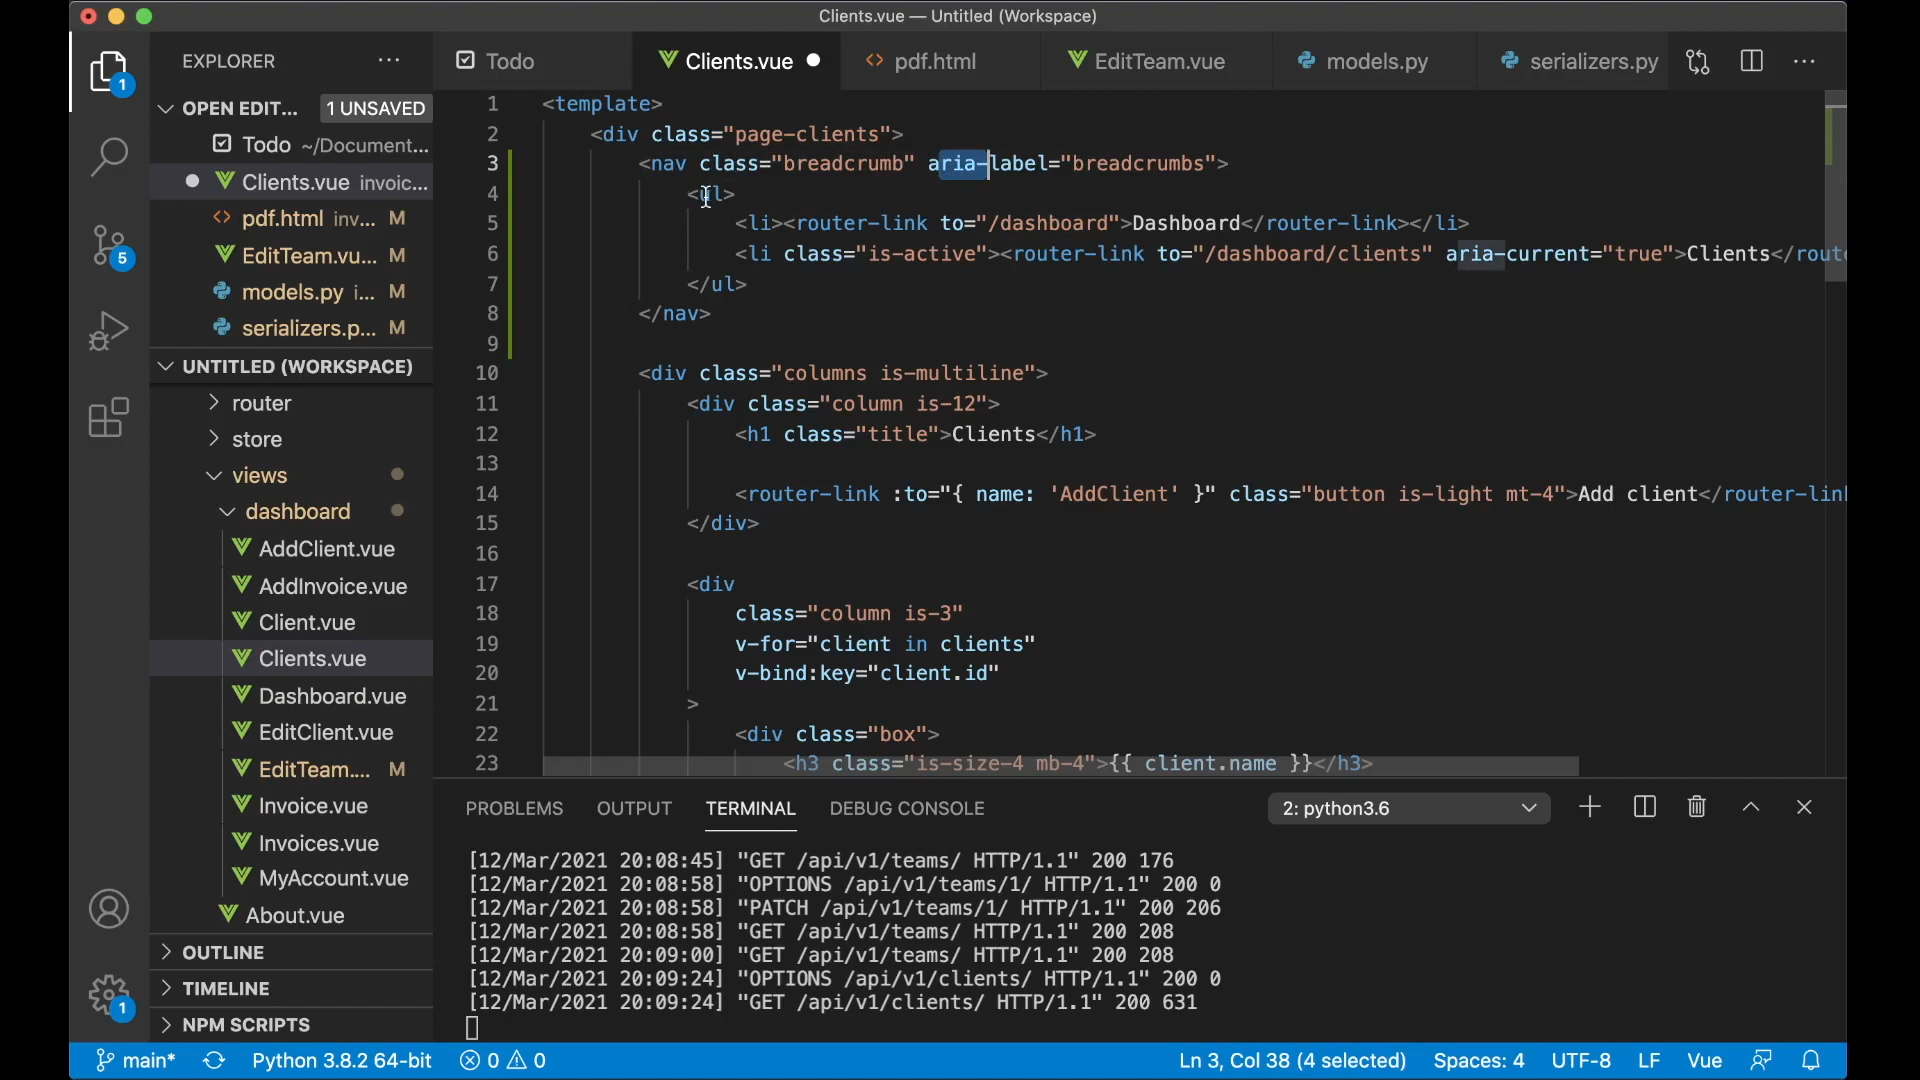 Clients.vue — Untitled (Workspace)
EXPLORER
Todo
Clients.vue
pdf.html
EditTeam.vue
models.py
serializers.py
OPEN EDIT... 1 UNSAVED
Todo ~/Document...
Clients.vue invoic...
pdf.html inv... M
EditTeam.vu... M
models.py i... M
serializers.p... M
UNTITLED (WORKSPACE)
router
store
views
dashboard
AddClient.vue
AddInvoice.vue
Client.vue
Clients.vue
Dashboard.vue
EditClient.vue
EditTeam.... M
Invoice.vue
Invoices.vue
MyAccount.vue
About.vue
OUTLINE
TIMELINE
NPM SCRIPTS
1
5
1
1 <template>
2 <div class="page-clients">
3 <nav class="breadcrumb" aria-label="breadcrumbs">
4 <ul>
5 <li><router-link to="/dashboard">Dashboard</router-link></li>
6 <li class="is-active"><router-link to="/dashboard/clients" aria-current="true">Clients</route
7 </ul>
8 </nav>
9
10 <div class="columns is-multiline">
11 <div class="column is-12">
12 <h1 class="title">Clients</h1>
13
14 <router-link :to="{ name: 'AddClient' }" class="button is-light mt-4">Add client</router-link
15 </div>
16
17 <div
18 class="column is-3"
19 v-for="client in clients"
20 v-bind:key="client.id"
21 >
22 <div class="box">
23 <h3 class="is-size-4 mb-4">{{ client.name }}</h3>
PROBLEMS OUTPUT TERMINAL DEBUG CONSOLE 2: python3.6
[12/Mar/2021 20:08:45] "GET /api/v1/teams/ HTTP/1.1" 200 176
[12/Mar/2021 20:08:58] "OPTIONS /api/v1/teams/1/ HTTP/1.1" 200 0
[12/Mar/2021 20:08:58] "PATCH /api/v1/teams/1/ HTTP/1.1" 200 206
[12/Mar/2021 20:08:58] "GET /api/v1/teams/ HTTP/1.1" 200 208
[12/Mar/2021 20:09:00] "GET /api/v1/teams/ HTTP/1.1" 200 208
[12/Mar/2021 20:09:24] "OPTIONS /api/v1/clients/ HTTP/1.1" 200 0
[12/Mar/2021 20:09:24] "GET /api/v1/clients/ HTTP/1.1" 200 631
main* Python 3.8.2 64-bit 0 0 Ln 3, Col 38 (4 selected) Spaces: 4 UTF-8 LF Vue